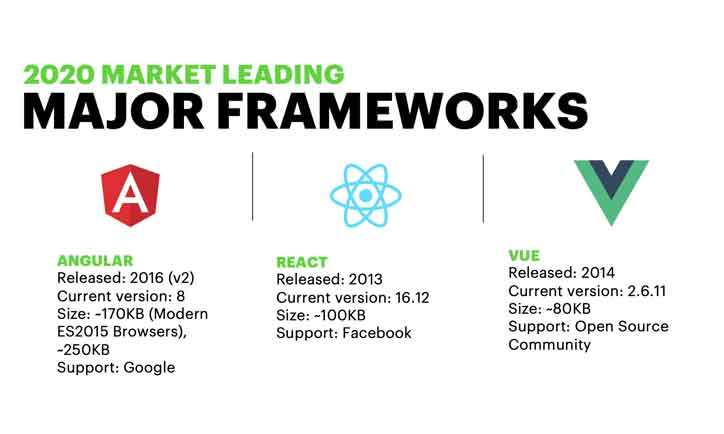 2020 MARKET LEADING
MAJOR FRAMEWORKS
A
ANGULAR
Released: 2016 (v2)
Current version: 8
Size: ~170KB (Modern
ES2015 Browsers),
~250KB
Support: Google
REACT
Released: 2013
Current version: 16.12
Size: ~100KB
Support: Facebook
VUE
Released: 2014
Current version: 2.6.11
Size: ~80KB
Support: Open Source
Community